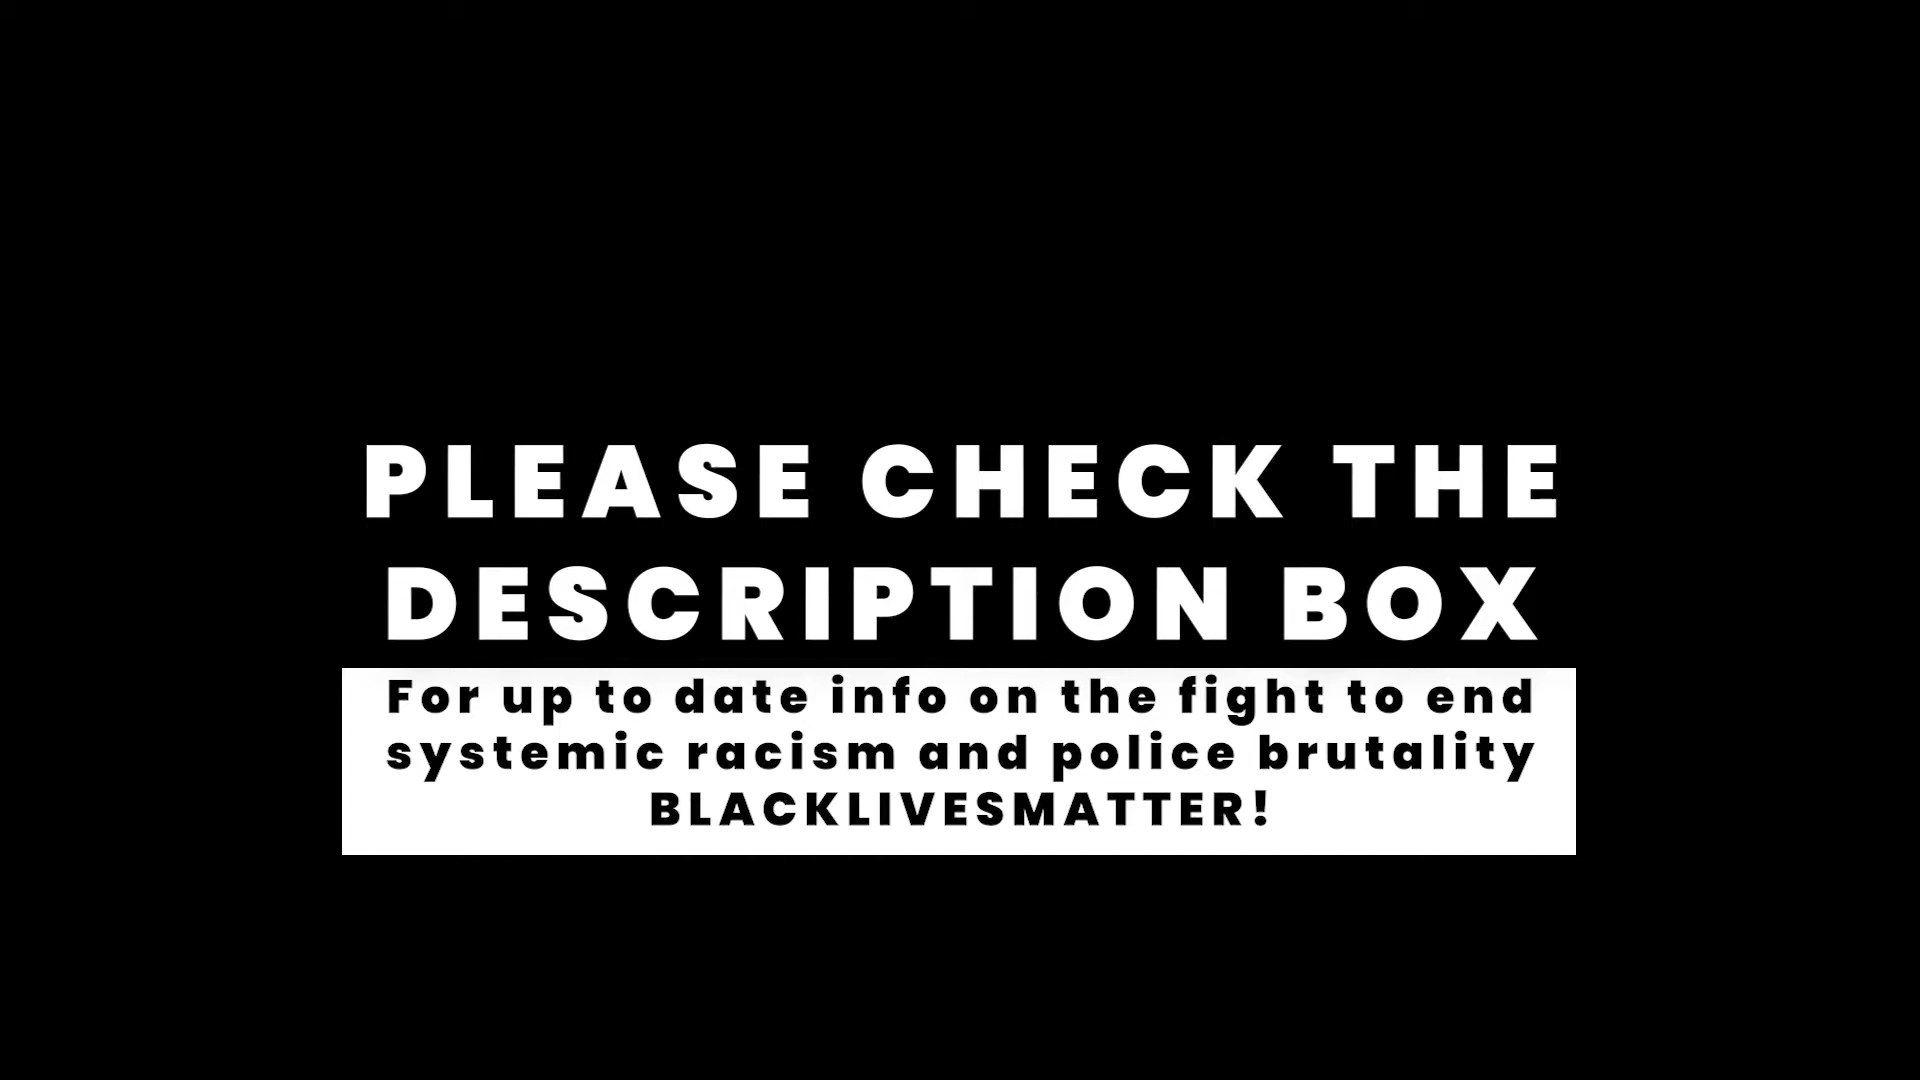 PLEASE CHECK THE
DESCRIPTION BOX
For up to date info on the fight to end
systemic racism and police brutality
BLACKLIVESMATTER!